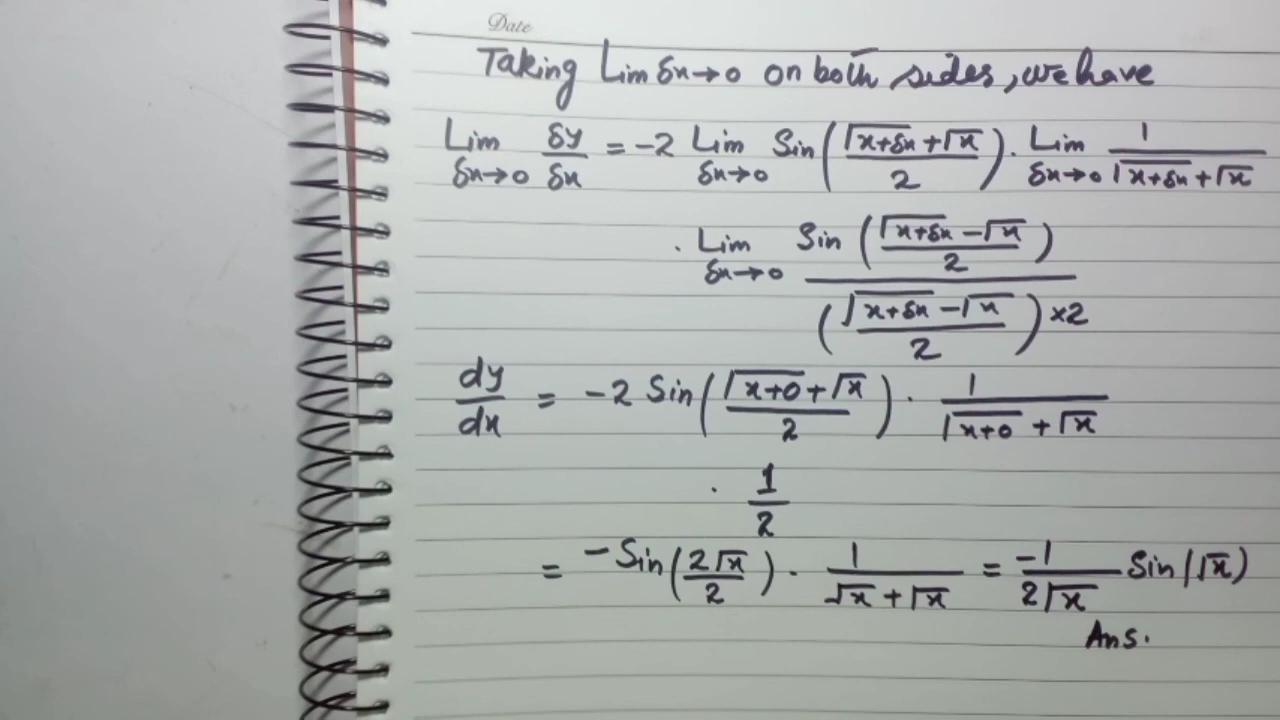 Date
Taking Lim δx→0 on both sides, we have
Lim δx→0 δy/δx = -2 Lim δx→0 Sin((√(x+δx) + √x)/2) · Lim δx→0 1/(√(x+δx) + √x)
· Lim δx→0 Sin((√(x+δx) - √x)/2) / ((√(x+δx) - √x)/2)×2
dy/dx = -2 Sin((√(x+0) + √x)/2) · 1/(√(x+0) + √x)
· 1/2
= -Sin(2√x/2) · 1/(√x + √x) = -1/(2√x) Sin(√x)
Ans.